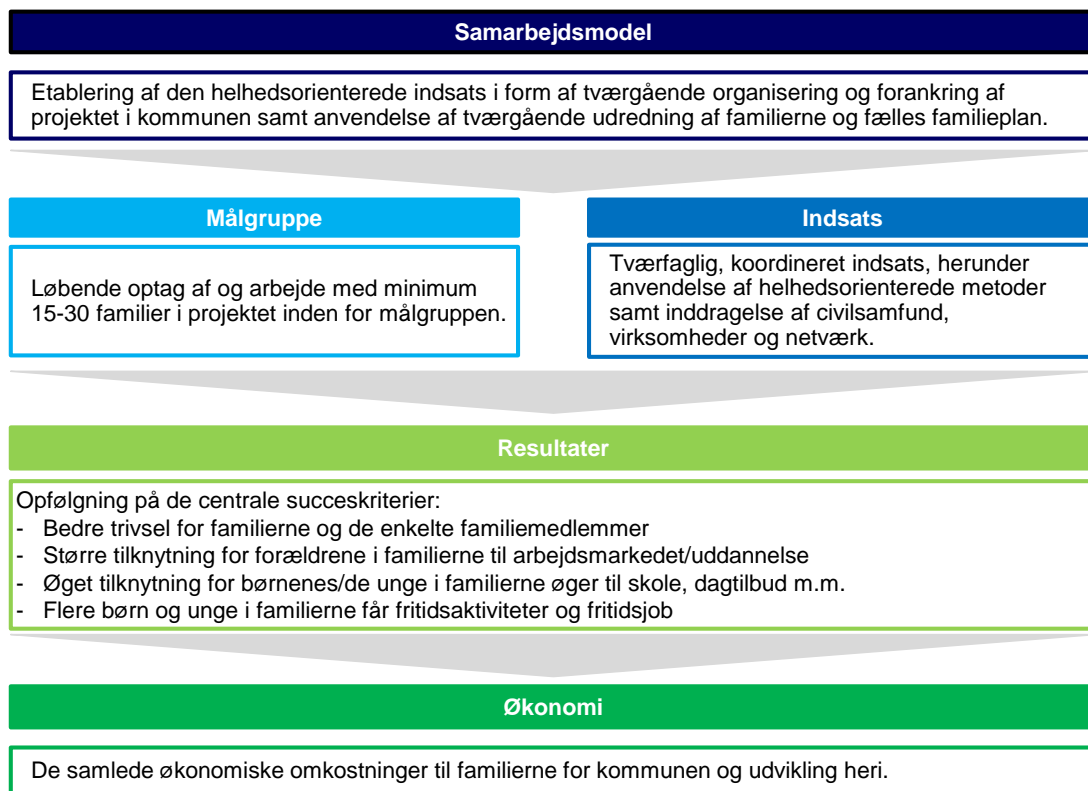 Samarbejdsmodel
Etablering af den helhedsorienterede indsats i form af tværgående organisering og forankring af
projektet i kommunen samt anvendelse af tværgående udredning af familierne og fælles familieplan.
Målgruppe
Løbende optag af og arbejde med minimum
15-30 familier i projektet inden for målgruppen.
Indsats
Tværfaglig, koordineret indsats, herunder
anvendelse af helhedsorienterede metoder
samt inddragelse af civilsamfund,
virksomheder og netværk.
Resultater
Opfølgning på de centrale succeskriterier:
- Bedre trivsel for familierne og de enkelte familiemedlemmer
- Større tilknytning for forældrene i familierne til arbejdsmarkedet/uddannelse
- Øget tilknytning for børnenes/de unge i familierne øger til skole, dagtilbud m.m.
- Flere børn og unge i familierne får fritidsaktiviteter og fritidsjob
Økonomi
De samlede økonomiske omkostninger til familierne for kommunen og udvikling heri.